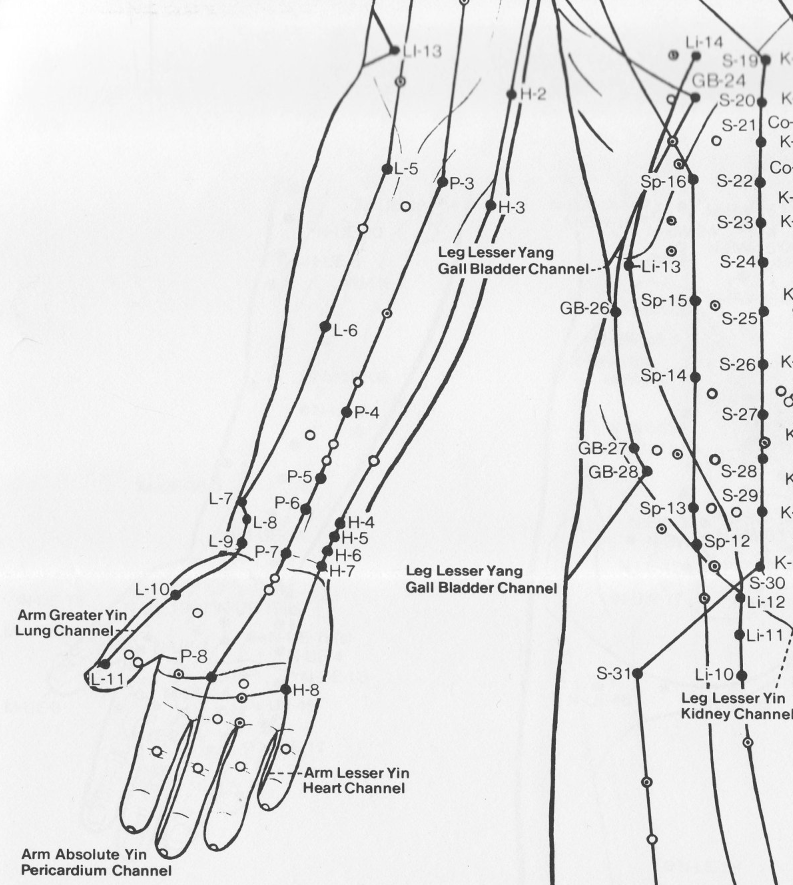 Li-14
LI-13
S-19
K-
GB-24
H-2
S-20
K-
S-21
Co-
K-
L-5
Co-
P-3
Sp-16
S-22
K-
H-3
S-23
K-
Leg Lesser Yang
Gall Bladder Channel
S-24
Li-13
K
Sp-15
GB-26
S-25
L-6
S-26
K-
Sp-14
P-4
S-27
K
GB-27
S-28
GB-28
K
P-5
S-29
L-7
P-6
Sp-13
K-
L-8
H-4
H-5
L-9
Sp-12
P-7
H-6
H-7
K-
Leg Lesser Yang
Gall Bladder Channel
S-30
L-10
Li-12
Arm Greater Yin
Lung Channel
Li-11
P-8
L-11
S-31
Li-10
H-8
Leg Lesser Yin
Kidney Channel
Arm Lesser Yin
Heart Channel
Arm Absolute Yin
Pericardium Channel